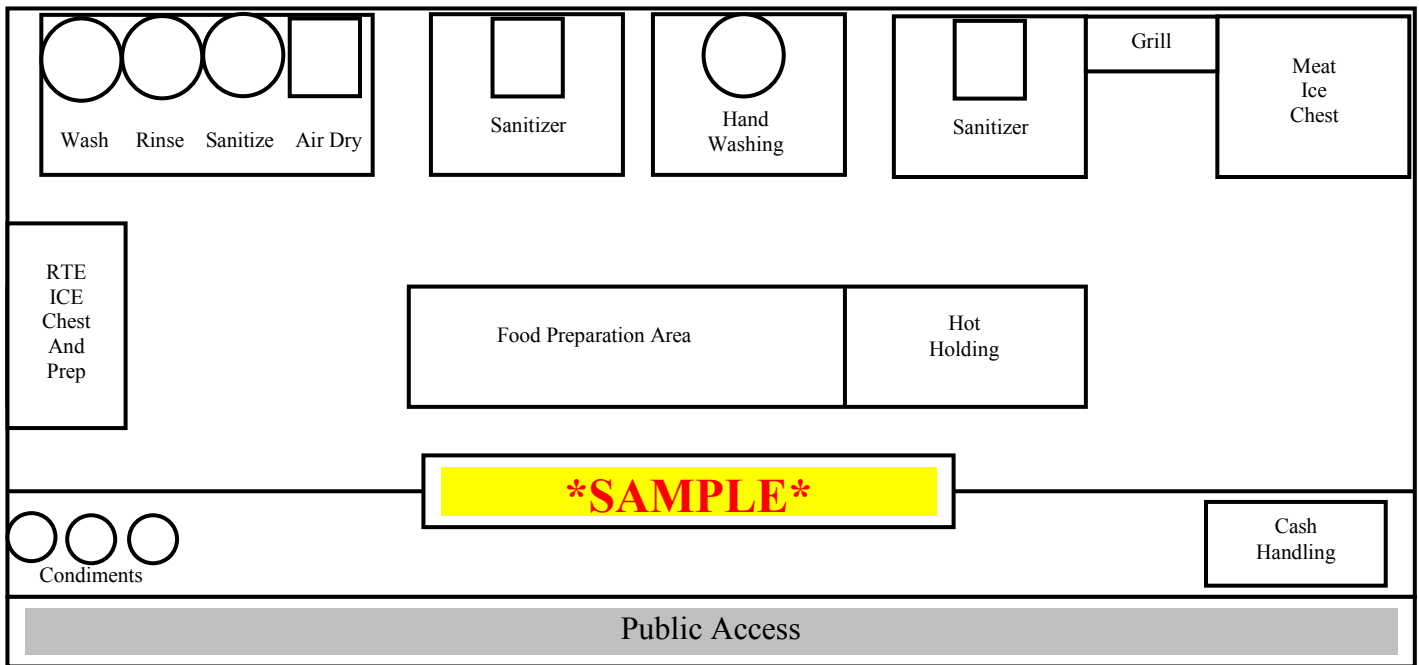 Wash Rinse Sanitize Air Dry
Sanitizer
Hand
Washing
Sanitizer
Grill
Meat
Ice
Chest
RTE
ICE
Chest
And
Prep
Food Preparation Area
Hot
Holding
*SAMPLE*
Condiments
Cash
Handling
Public Access